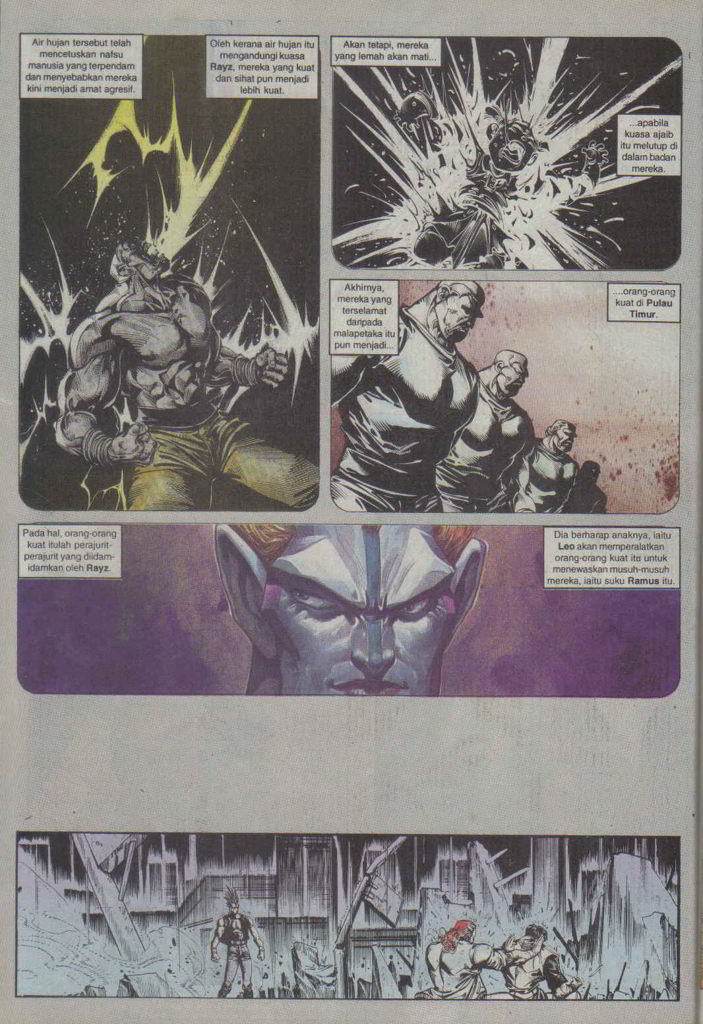 Air hujan tersebut telah
mencetuskan nafsu
manusia yang terpendam
dan menyebabkan mereka
kini menjadi amat agresif.
Oleh kerana air hujan itu
mengandungi kuasa
Rayz, mereka yang kuat
dan sihat pun menjadi
lebih kuat.
Akan tetapi, mereka
yang lemah akan mati...
...apabila
kuasa ajaib
itu meletup di
dalam badan
mereka.
Akhirnya,
mereka yang
terselamat
daripada
malapetaka itu
pun menjadi...
....orang-orang
kuat di Pulau
Timur.
Pada hal, orang-orang
kuat itulah perajurit-
perajurit yang diidam-
idamkan oleh Rayz.
Dia berharap anaknya, iaitu
Leo akan memperalatkan
orang-orang kuat itu untuk
menewaskan musuh-musuh
mereka, iaitu suku Ramus itu.